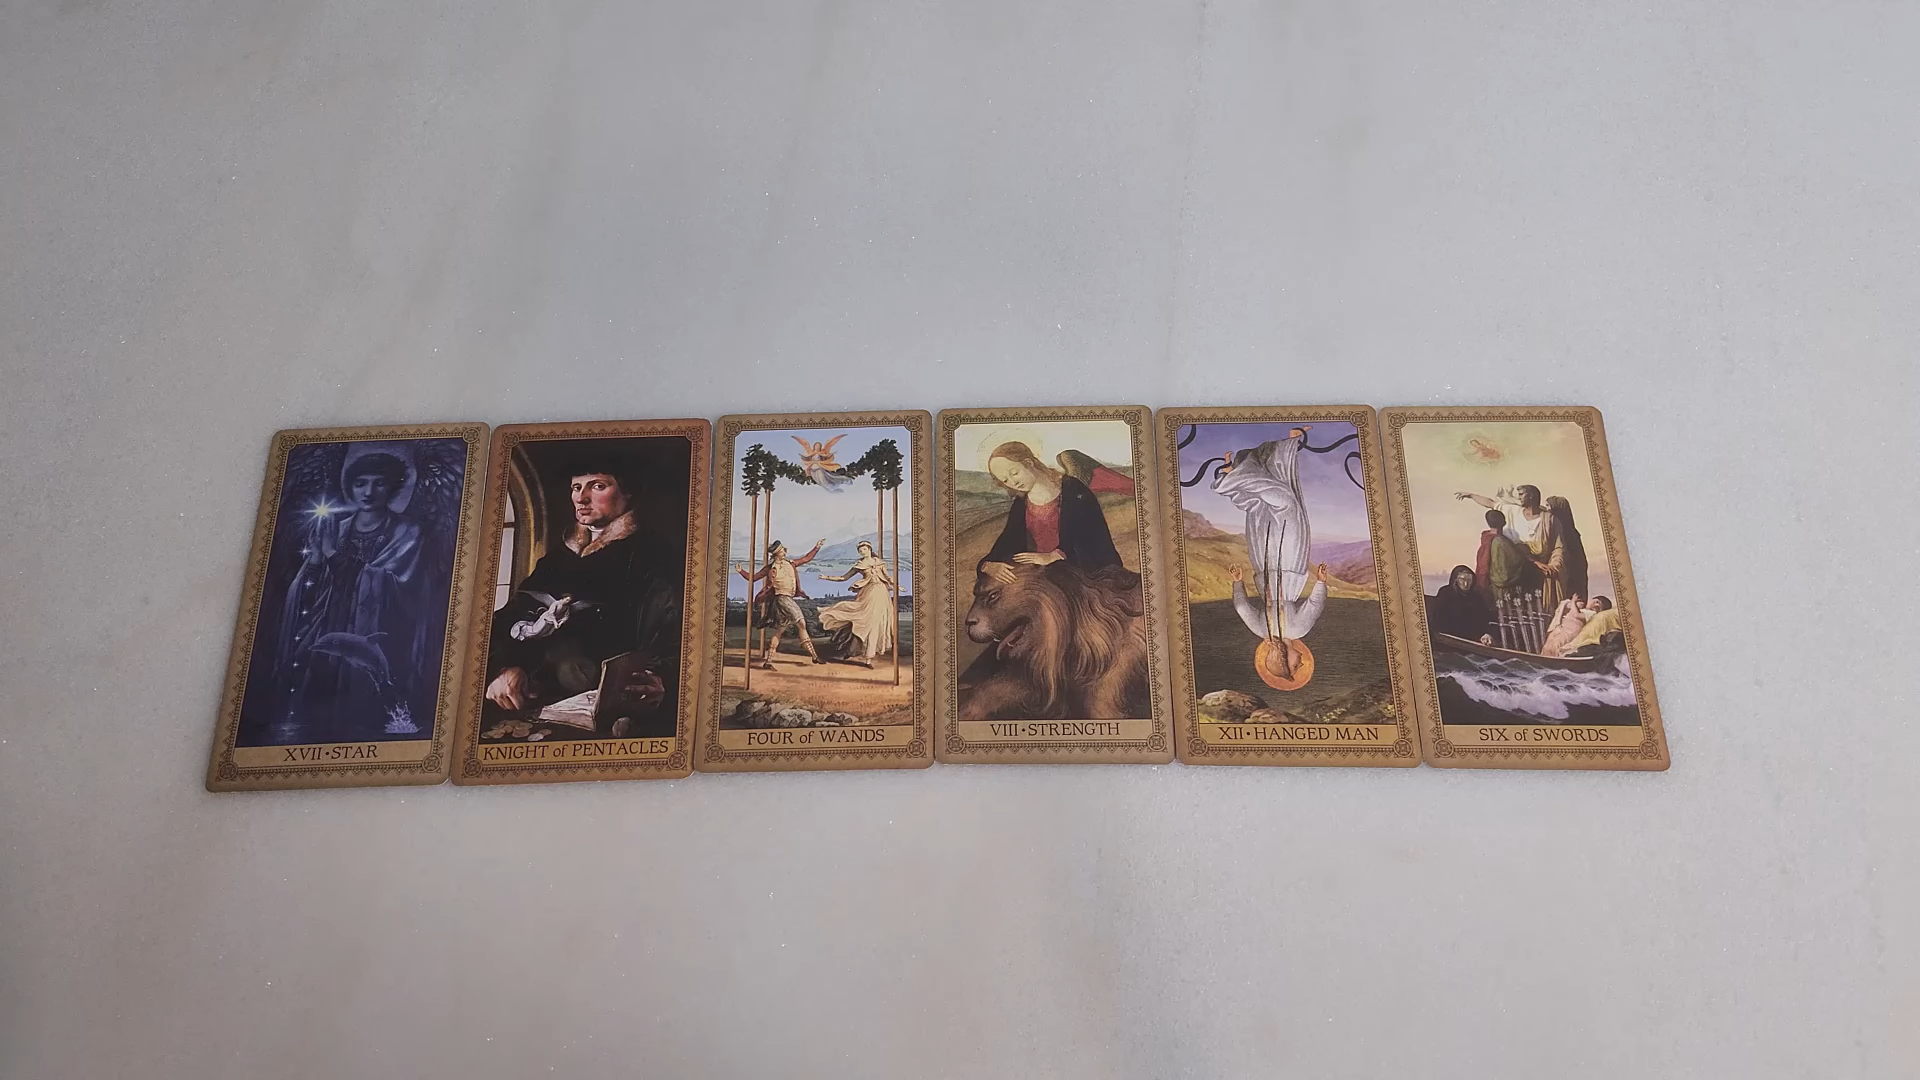 XVII•STAR
KNIGHT of PENTACLES
FOUR of WANDS
VIII•STRENGTH
XII•HANGED MAN
SIX of SWORDS